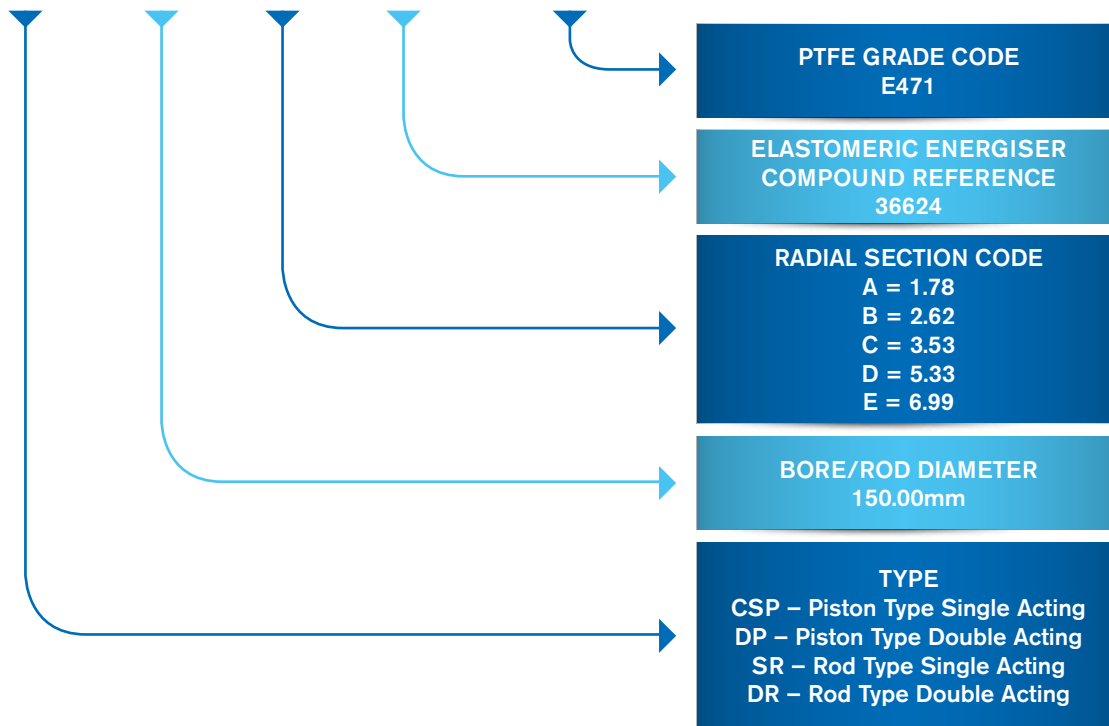 PTFE GRADE CODE
E471
ELASTOMERIC ENERGISER
COMPOUND REFERENCE
36624
RADIAL SECTION CODE
A = 1.78
B = 2.62
C = 3.53
D = 5.33
E = 6.99
BORE/ROD DIAMETER
150.00mm
TYPE
CSP – Piston Type Single Acting
DP – Piston Type Double Acting
SR – Rod Type Single Acting
DR – Rod Type Double Acting